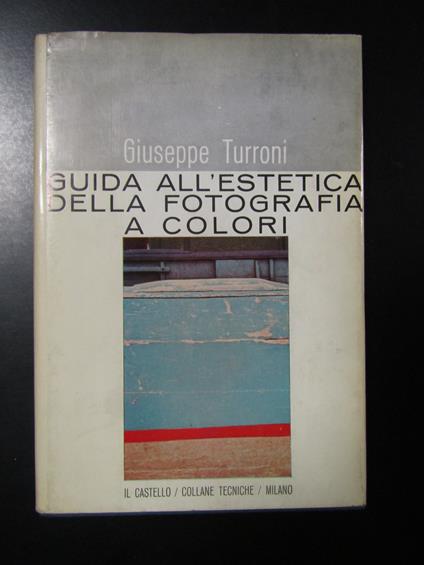 Giuseppe Turroni
GUIDA ALL'ESTETICA
DELLA FOTOGRAFIA
A COLORI
IL CASTELLO / COLLANE TECNICHE / MILANO